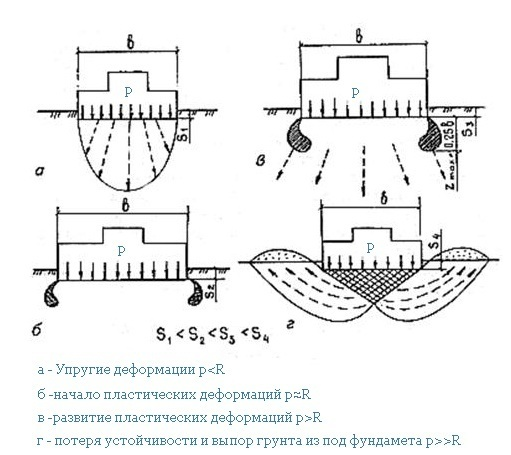 в
в
p
p
S₁
0,25в
S₃
Zmax
а
в
в
в
p
p
S₄
S₂
б
г
S₁ < S₂ < S₃ < S₄
а - Упругие деформации p<R
б -начало пластических деформаций p≈R
в -развитие пластических деформаций p>R
г - потеря устойчивости и выпор грунта из под фундамета p>>R